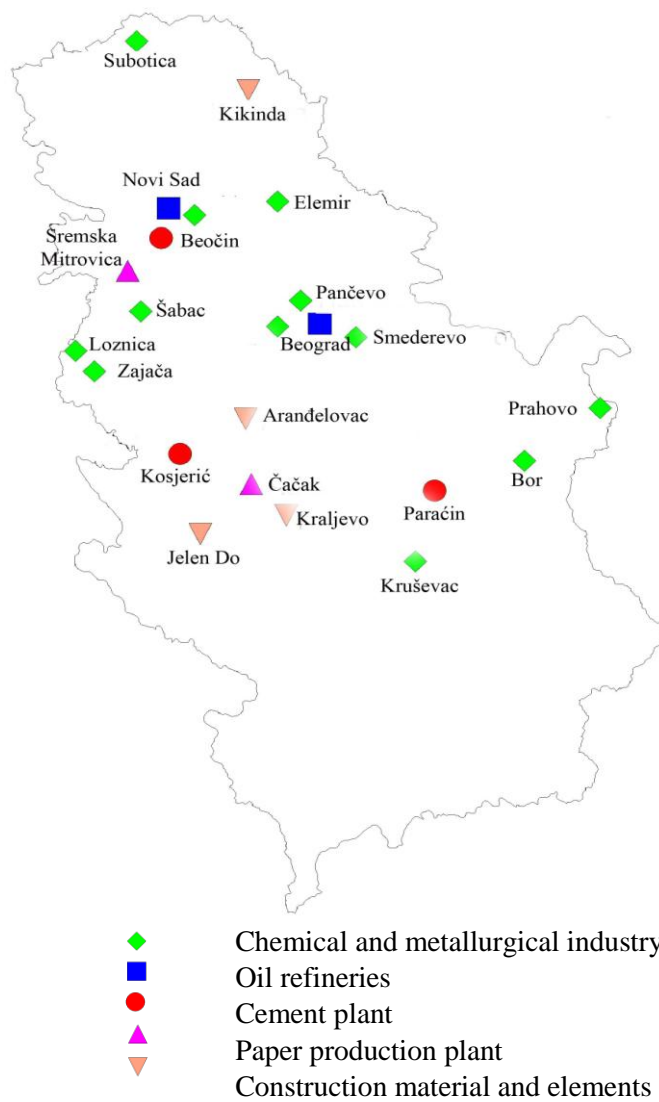 Subotica
Kikinda
Novi Sad
Elemir
Beočin
Šremska
Mitrovica
Pančevo
Šabac
Beograd
Smederevo
Loznica
Zajača
Aranđelovac
Prahovo
Kosjerić
Čačak
Bor
Paraćin
Kraljevo
Jelen Do
Kruševac
Chemical and metallurgical industry
Oil refineries
Cement plant
Paper production plant
Construction material and elements